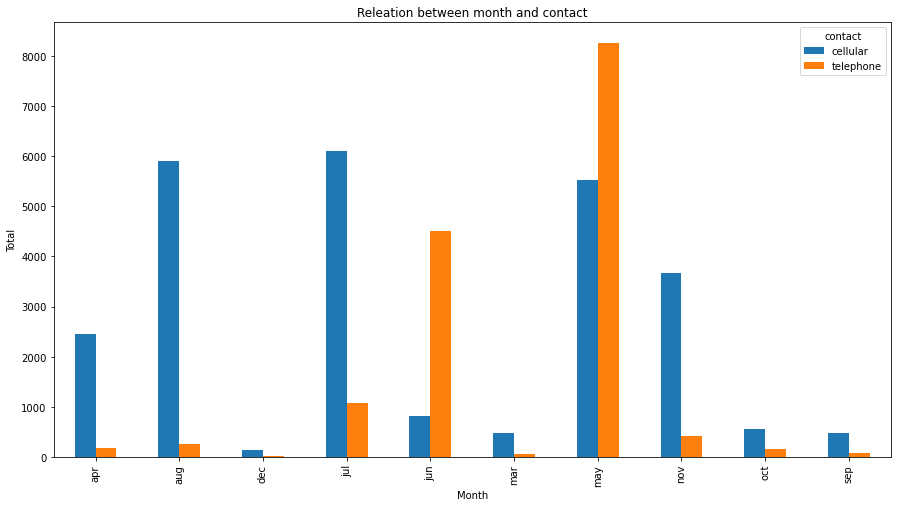 Releation between month and contact
contact
cellular
telephone
8000
7000
6000
5000
4000
3000
2000
1000
0
Total
apr aug dec jul jun mar may nov oct sep
Month